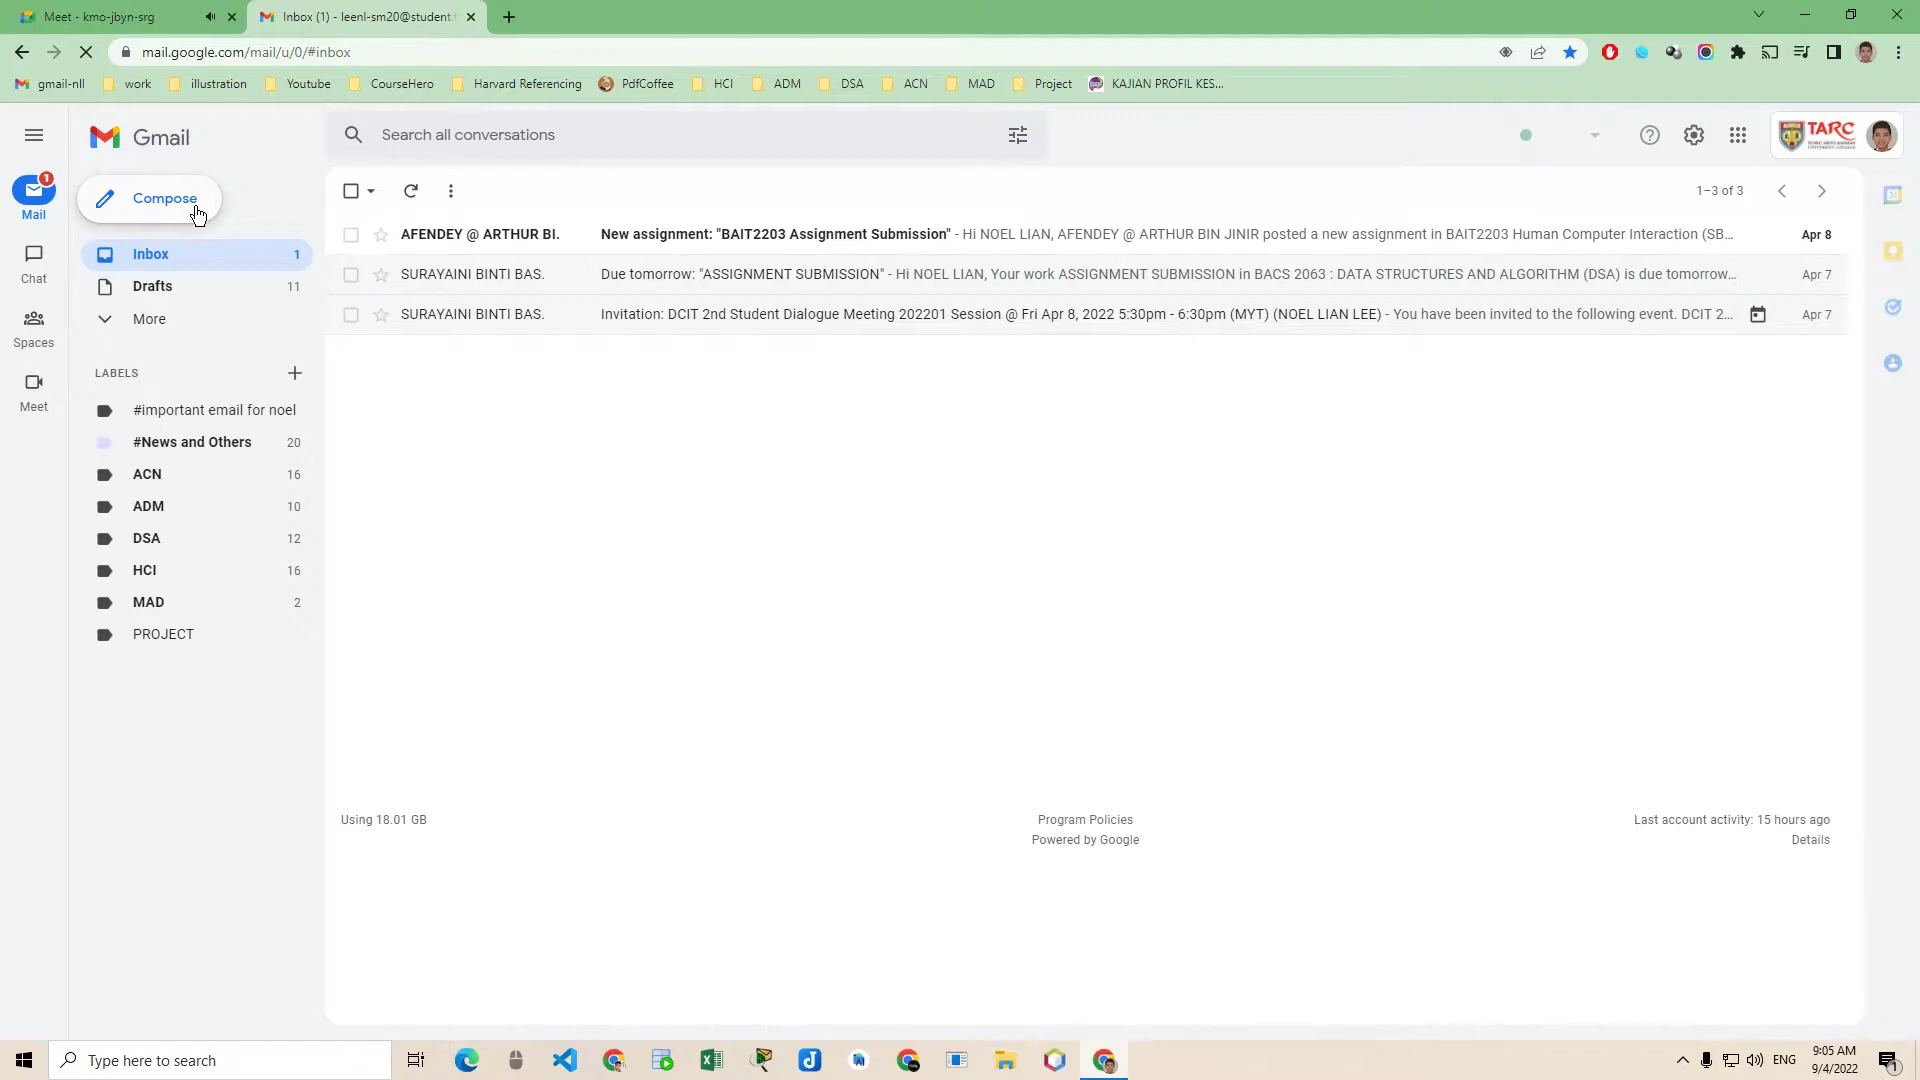 Meet - kmo-jbyn-srg
Inbox (1) - leenl-sm20@student.
mail.google.com/mail/u/0/#inbox
gmail-nll work illustration Youtube CourseHero Harvard Referencing PdfCoffee HCI ADM DSA ACN MAD Project KAJIAN PROFIL KES...
Gmail
Search all conversations
TARC
Compose
1
Mail
Chat
Spaces
Meet
Inbox 1
Drafts 11
More
LABELS
#important email for noel
#News and Others 20
ACN 16
ADM 10
DSA 12
HCI 16
MAD 2
PROJECT
1–3 of 3
AFENDEY @ ARTHUR BI. New assignment: "BAIT2203 Assignment Submission" - Hi NOEL LIAN, AFENDEY @ ARTHUR BIN JINIR posted a new assignment in BAIT2203 Human Computer Interaction (SB... Apr 8
SURAYAINI BINTI BAS. Due tomorrow: "ASSIGNMENT SUBMISSION" - Hi NOEL LIAN, Your work ASSIGNMENT SUBMISSION in BACS 2063 : DATA STRUCTURES AND ALGORITHM (DSA) is due tomorrow... Apr 7
SURAYAINI BINTI BAS. Invitation: DCIT 2nd Student Dialogue Meeting 202201 Session @ Fri Apr 8, 2022 5:30pm - 6:30pm (MYT) (NOEL LIAN LEE) - You have been invited to the following event. DCIT 2... Apr 7
31
Using 18.01 GB
Program Policies
Powered by Google
Last account activity: 15 hours ago
Details
Type here to search
ENG
9:05 AM
9/4/2022
1